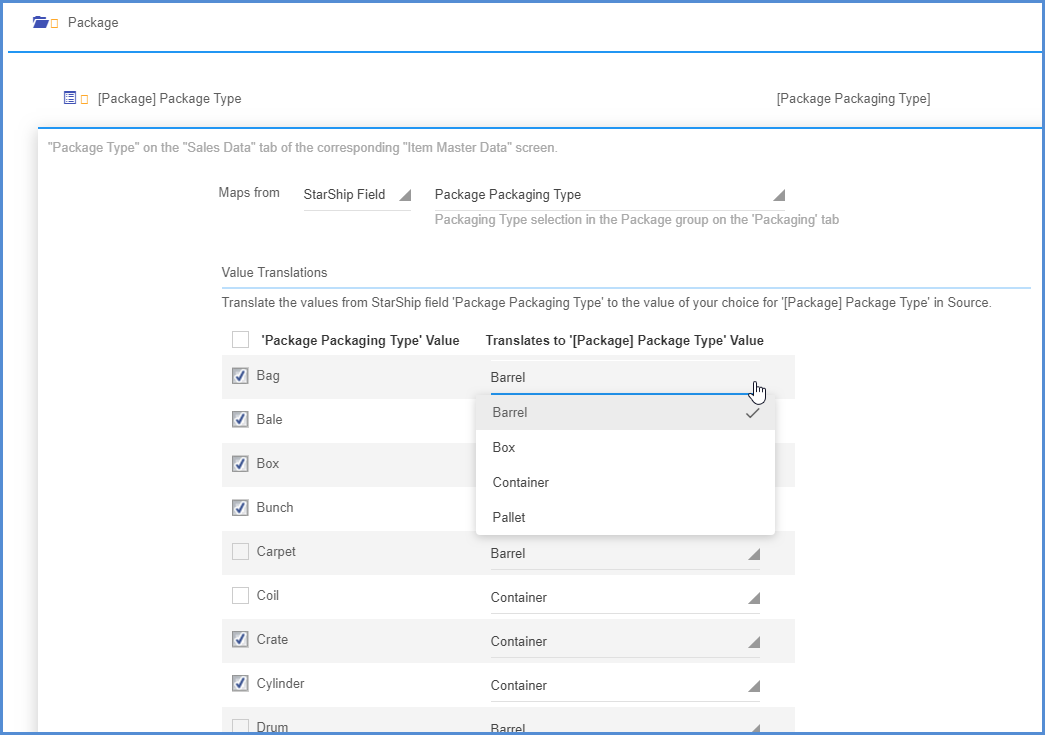 Package
[Package] Package Type [Package Packaging Type]
"Package Type" on the "Sales Data" tab of the corresponding "Item Master Data" screen.
Maps from StarShip Field Package Packaging Type
Packaging Type selection in the Package group on the 'Packaging' tab
Value Translations
Translate the values from StarShip field 'Package Packaging Type' to the value of your choice for '[Package] Package Type' in Source.
'Package Packaging Type' Value Translates to '[Package] Package Type' Value
Bag Barrel
Barrel
Bale
Box
Box
Container
Bunch
Pallet
Carpet Barrel
Coil Container
Crate Container
Cylinder Container
Drum Barrel